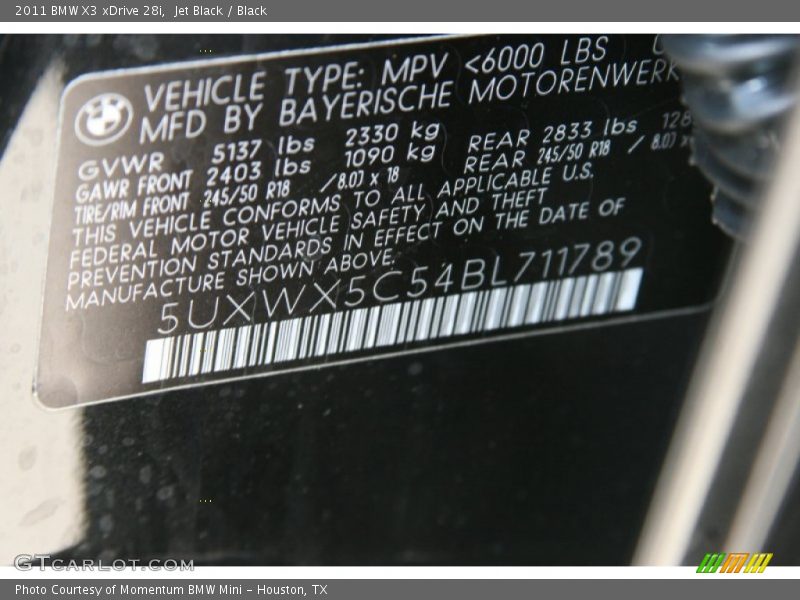 2011 BMW X3 xDrive 28i, Jet Black / Black
VEHICLE TYPE: MPV <6000 LBS
MFD BY BAYERISCHE MOTORENWERK
GVWR 5137 lbs 2330 kg
GAWR FRONT 2403 lbs 1090 kg REAR 2833 lbs 128
TIRE/RIM FRONT 245/50 R18 / 8.0J x 18 REAR 245/50 R18 / 8.0J x
THIS VEHICLE CONFORMS TO ALL APPLICABLE U.S.
FEDERAL MOTOR VEHICLE SAFETY AND THEFT
PREVENTION STANDARDS IN EFFECT ON THE DATE OF
MANUFACTURE SHOWN ABOVE.
5UXWX5C54BL711789
GTCARLOT.COM
Photo Courtesy of Momentum BMW Mini - Houston, TX